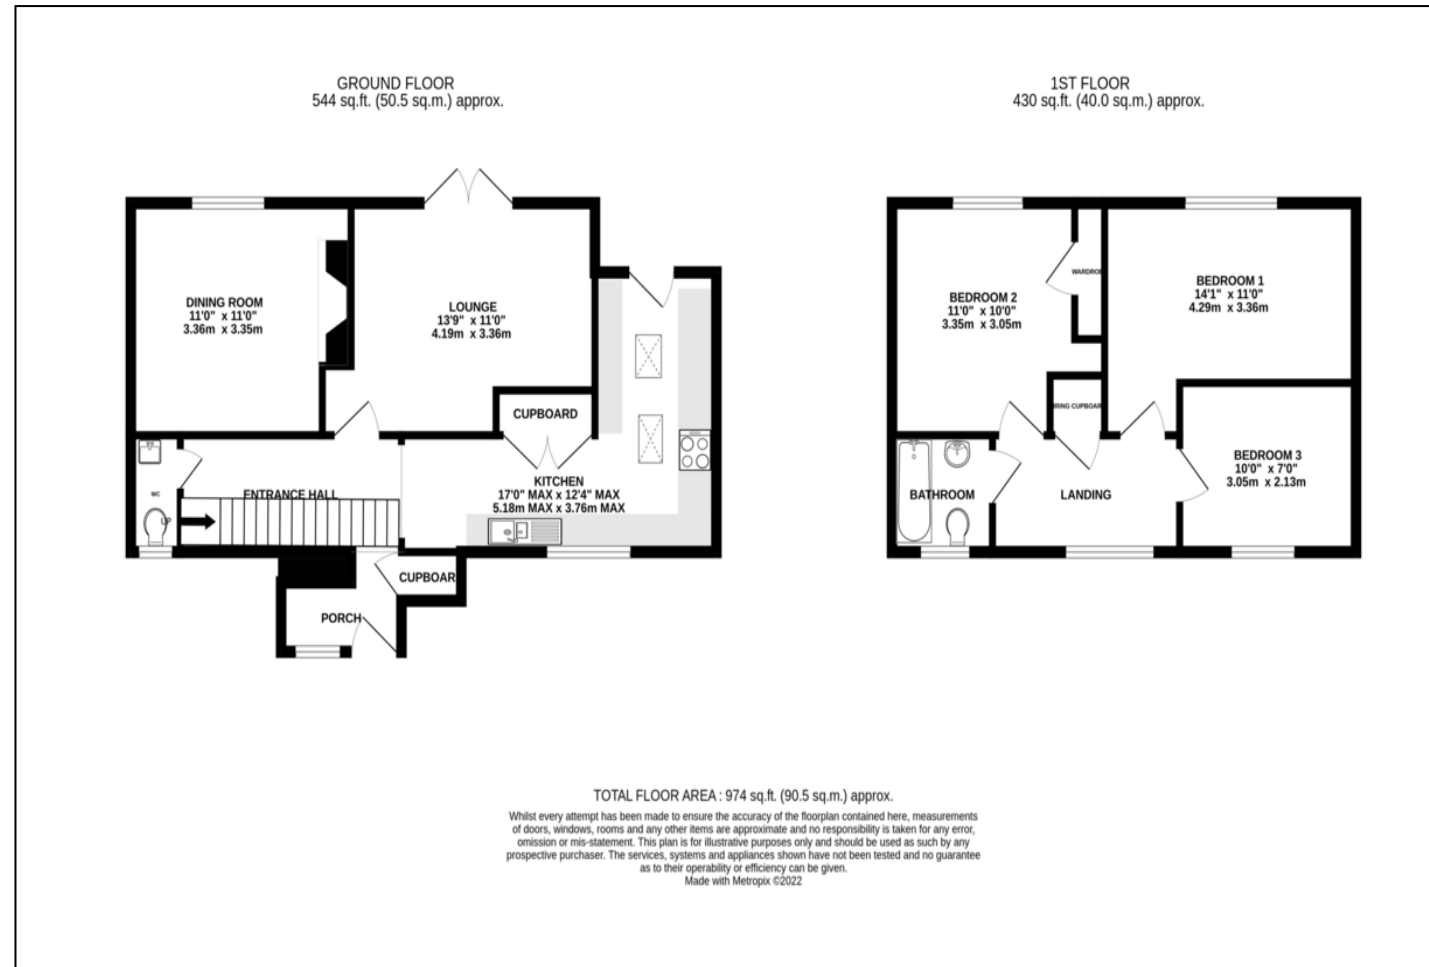 GROUND FLOOR
544 sq.ft. (50.5 sq.m.) approx.
1ST FLOOR
430 sq.ft. (40.0 sq.m.) approx.
DINING ROOM
11'0" x 11'0"
3.36m x 3.35m
LOUNGE
13'9" x 11'0"
4.19m x 3.36m
CUPBOARD
KITCHEN
17'0" MAX x 12'4" MAX
5.18m MAX x 3.76m MAX
WC
ENTRANCE HALL
UP
CUPBOAR
PORCH
BEDROOM 2
11'0" x 10'0"
3.35m x 3.05m
WARDROB
BEDROOM 1
14'1" x 11'0"
4.29m x 3.36m
IRING CUPBOAR
BEDROOM 3
10'0" x 7'0"
3.05m x 2.13m
BATHROOM
LANDING
TOTAL FLOOR AREA : 974 sq.ft. (90.5 sq.m.) approx.
Whilst every attempt has been made to ensure the accuracy of the floorplan contained here, measurements
of doors, windows, rooms and any other items are approximate and no responsibility is taken for any error,
omission or mis-statement. This plan is for illustrative purposes only and should be used as such by any
prospective purchaser. The services, systems and appliances shown have not been tested and no guarantee
as to their operability or efficiency can be given.
Made with Metropix ©2022